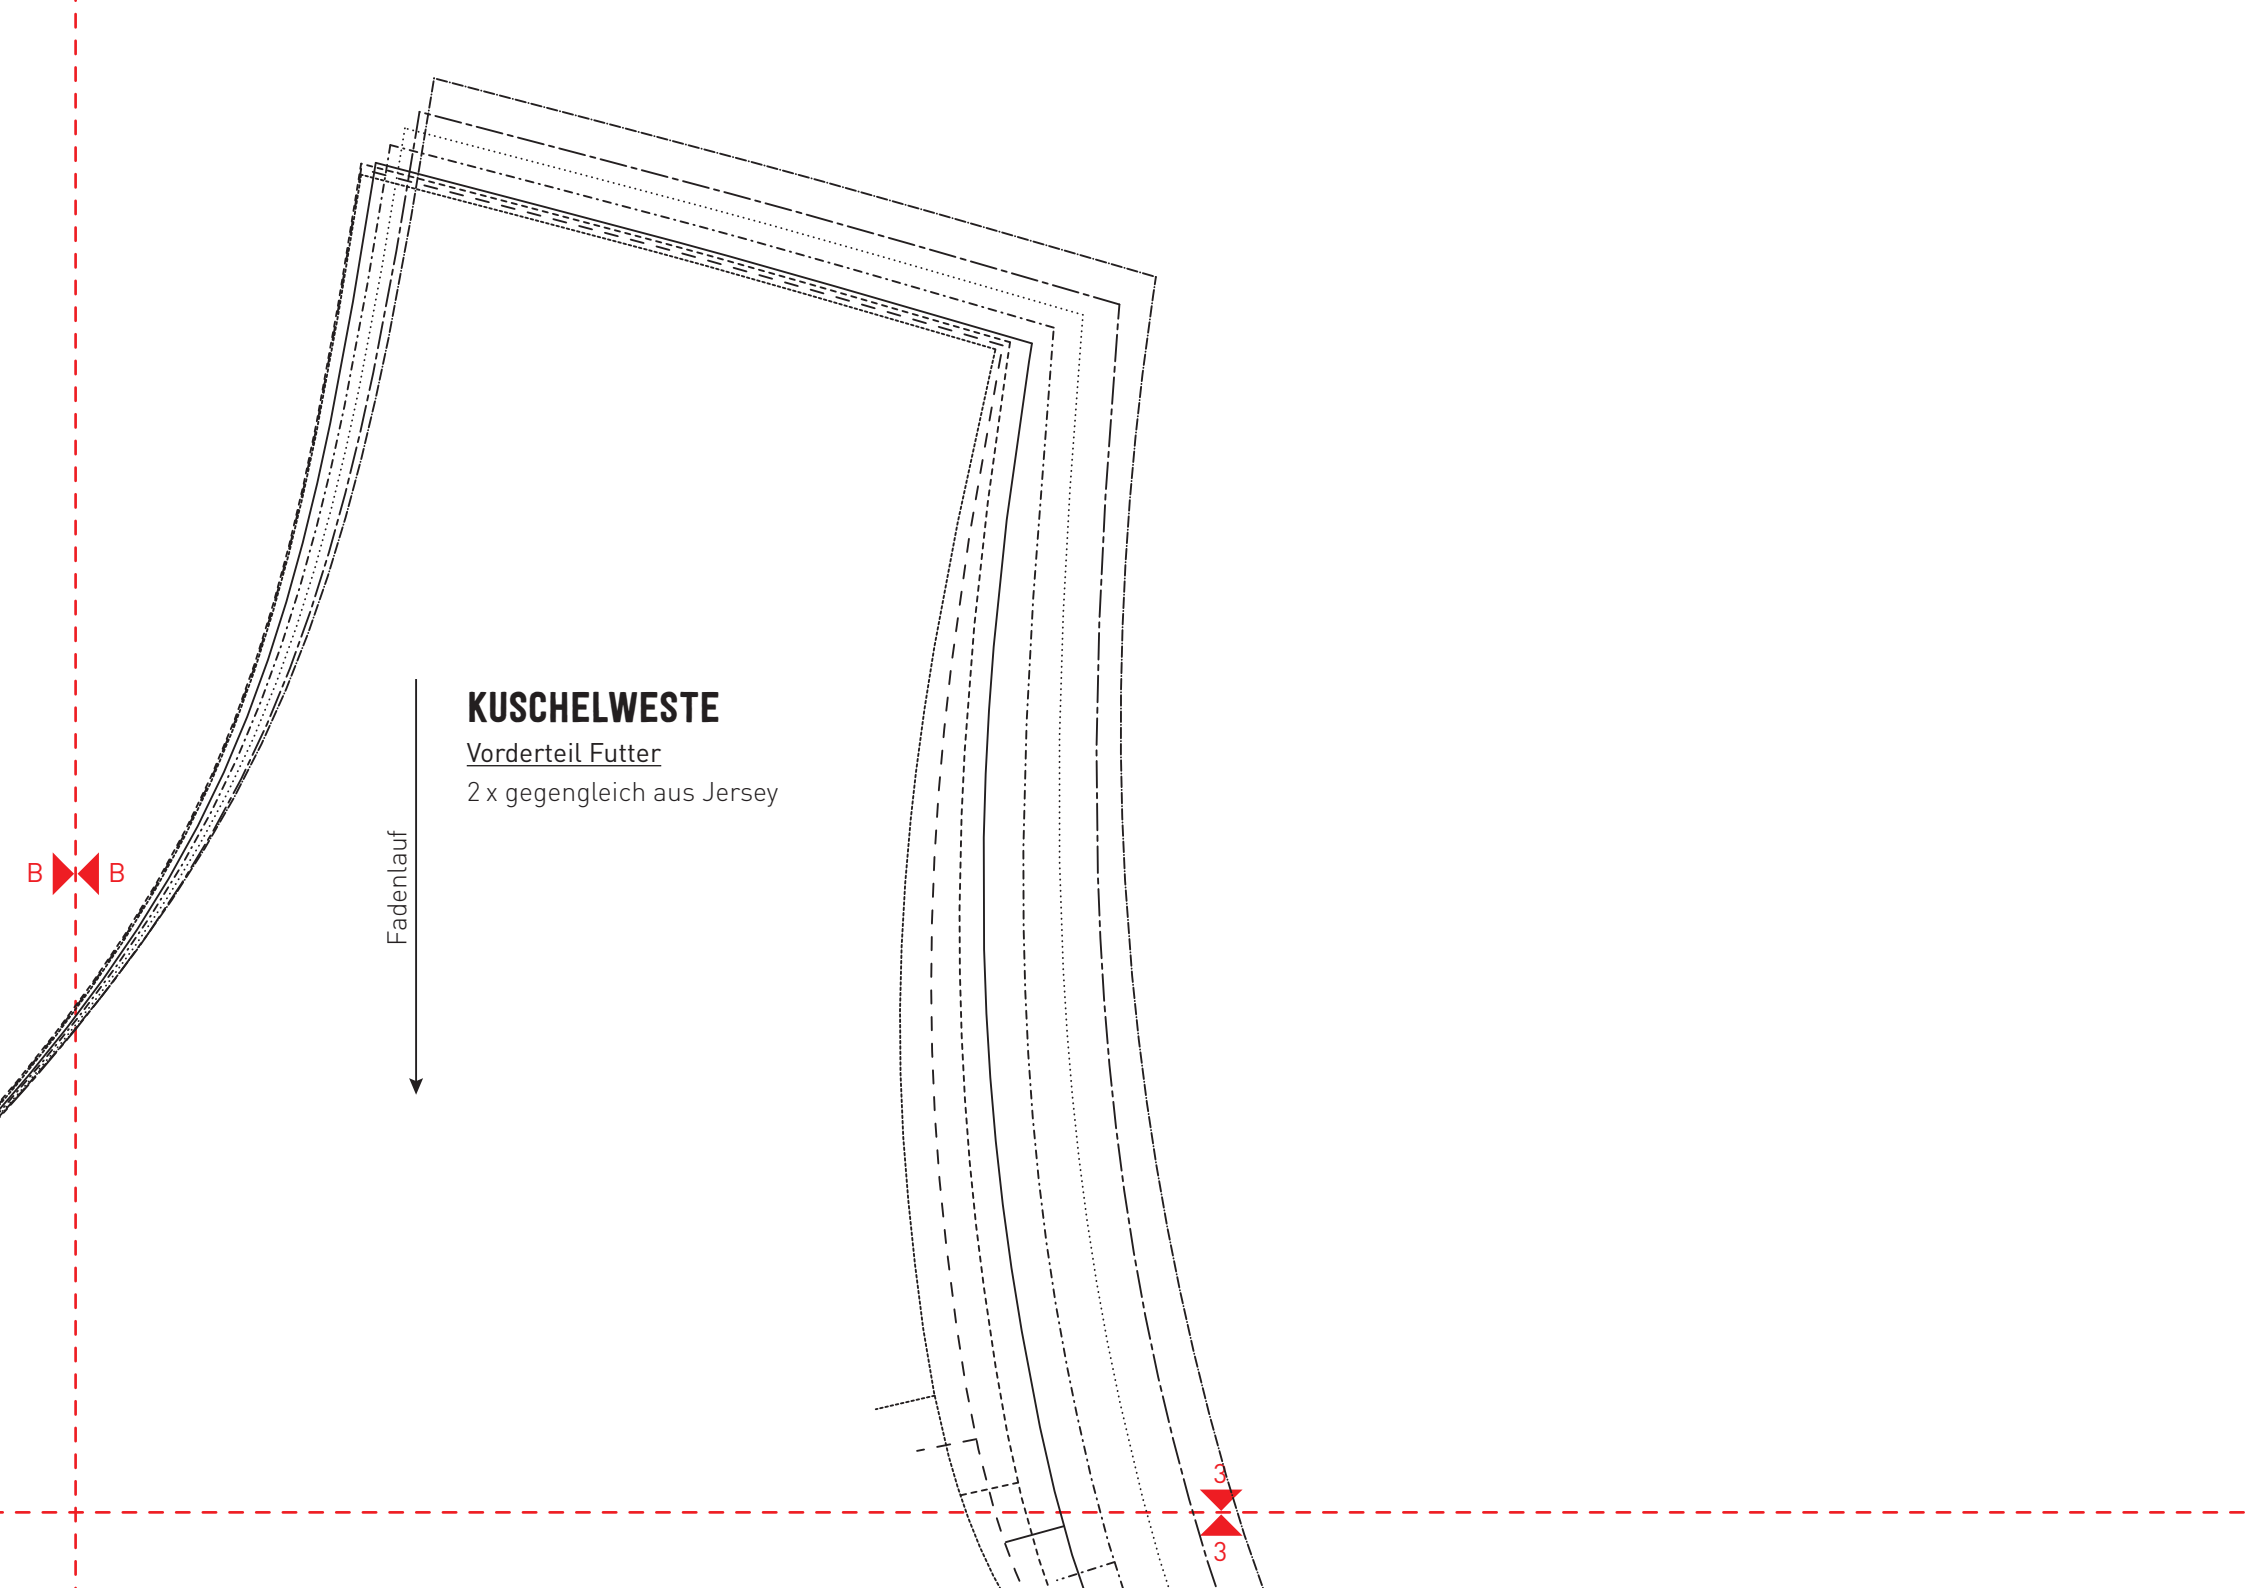 KUSCHELWESTE
Vorderteil Futter
2 x gegengleich aus Jersey
Fadenlauf
B B
3
3